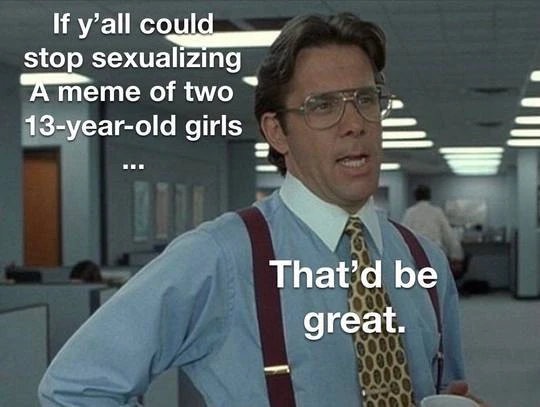 If y’all could
stop sexualizing
A meme of two
13-year-old girls
...
That’d be
great.